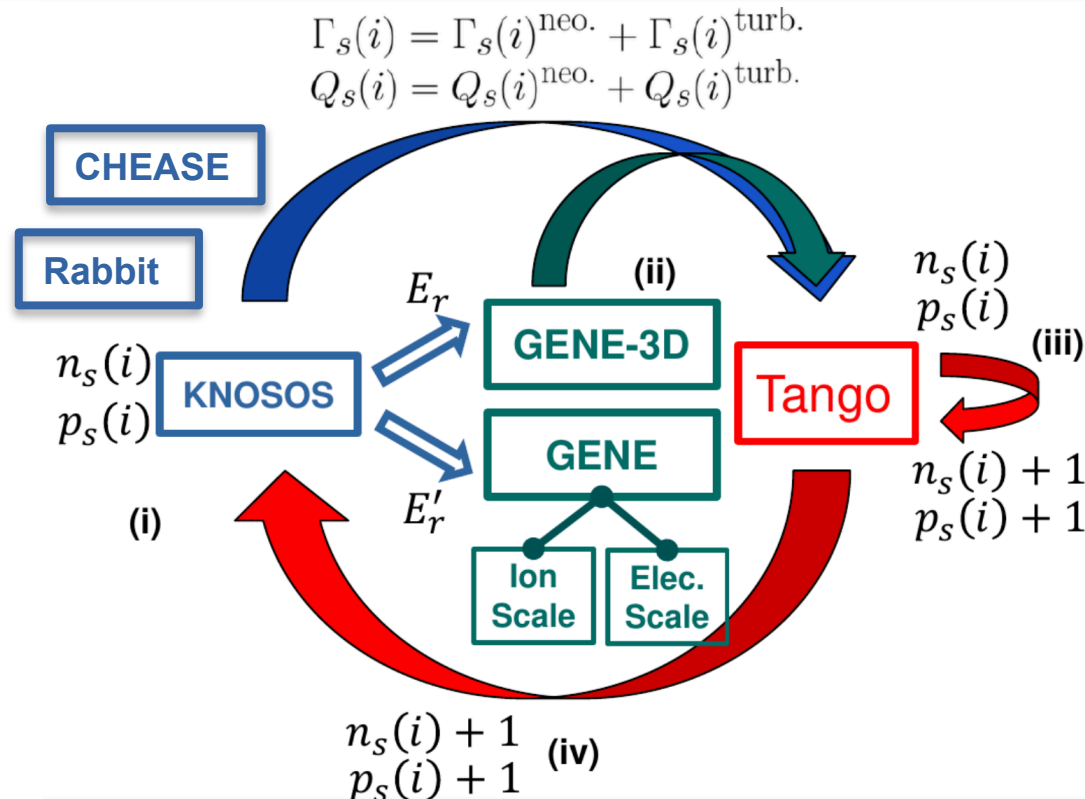 Γₛ(i) = Γₛ(i)^neo. + Γₛ(i)^turb.
Qₛ(i) = Qₛ(i)^neo. + Qₛ(i)^turb.
CHEASE
Rabbit
Eᵣ
(ii)
nₛ(i)
pₛ(i)
(iii)
GENE-3D
nₛ(i)
pₛ(i)
KNOSOS
Tango
GENE
nₛ(i) + 1
pₛ(i) + 1
(i)
E′ᵣ
Ion
Scale
Elec.
Scale
nₛ(i) + 1
pₛ(i) + 1
(iv)